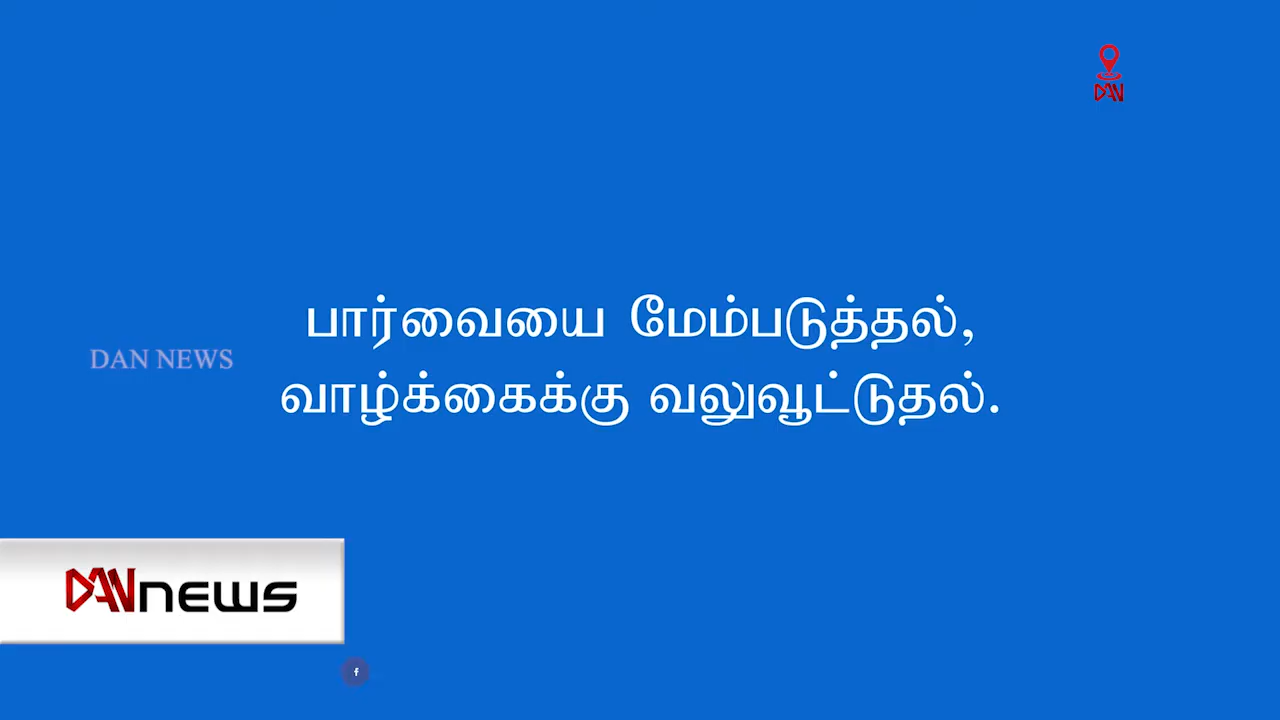 DAN
பார்வையை மேம்படுத்தல்,
DAN NEWS
வாழ்க்கைக்கு வலுவூட்டுதல்.
DAN news
f